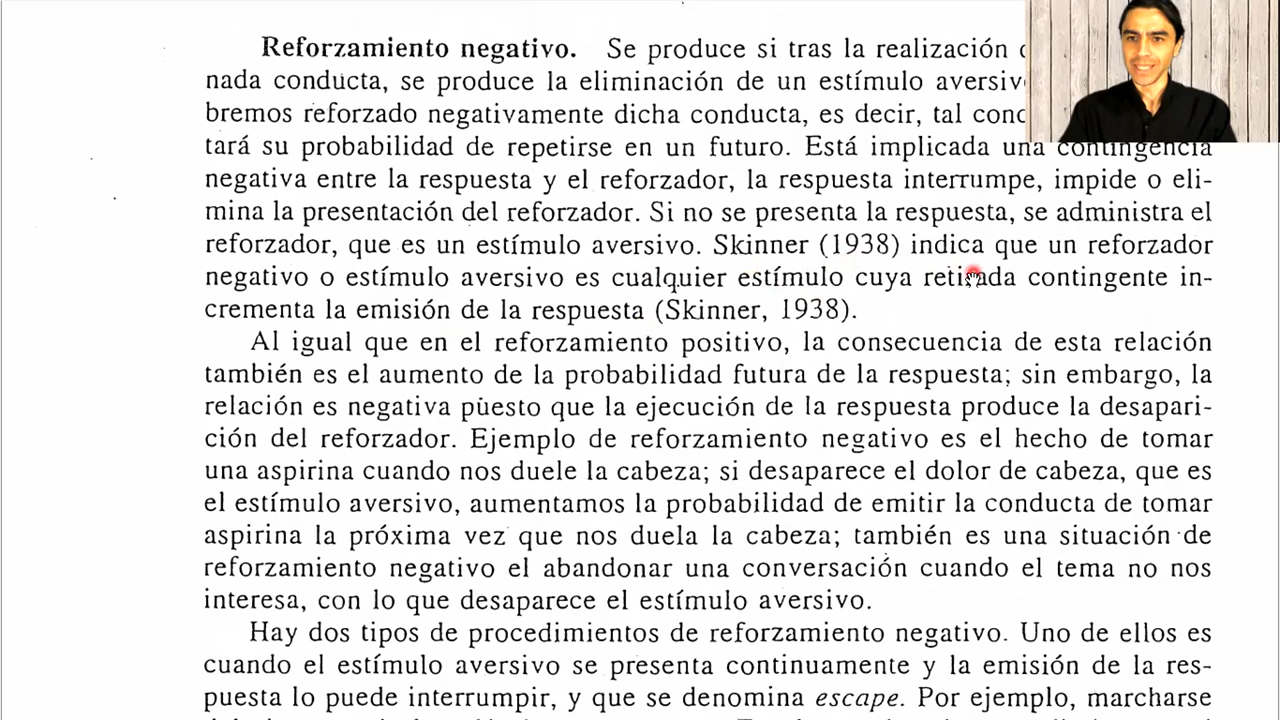 Reforzamiento negativo. Se produce si tras la realización
nada conducta, se produce la eliminación de un estímulo aversiv
bremos reforzado negativamente dicha conducta, es decir, tal conc
tará su probabilidad de repetirse en un futuro. Está implicada una contingencia
negativa entre la respuesta y el reforzador, la respuesta interrumpe, impide o eli-
mina la presentación del reforzador. Si no se presenta la respuesta, se administra el
reforzador, que es un estímulo aversivo. Skinner (1938) indica que un reforzador
negativo o estímulo aversivo es cualquier estímulo cuya retirada contingente in-
crementa la emisión de la respuesta (Skinner, 1938).
Al igual que en el reforzamiento positivo, la consecuencia de esta relación
también es el aumento de la probabilidad futura de la respuesta; sin embargo, la
relación es negativa puesto que la ejecución de la respuesta produce la desapari-
ción del reforzador. Ejemplo de reforzamiento negativo es el hecho de tomar
una aspirina cuando nos duele la cabeza; si desaparece el dolor de cabeza, que es
el estímulo aversivo, aumentamos la probabilidad de emitir la conducta de tomar
aspirina la próxima vez que nos duela la cabeza; también es una situación de
reforzamiento negativo el abandonar una conversación cuando el tema no nos
interesa, con lo que desaparece el estímulo aversivo.
Hay dos tipos de procedimientos de reforzamiento negativo. Uno de ellos es
cuando el estímulo aversivo se presenta continuamente y la emisión de la res-
puesta lo puede interrumpir, y que se denomina escape. Por ejemplo, marcharse